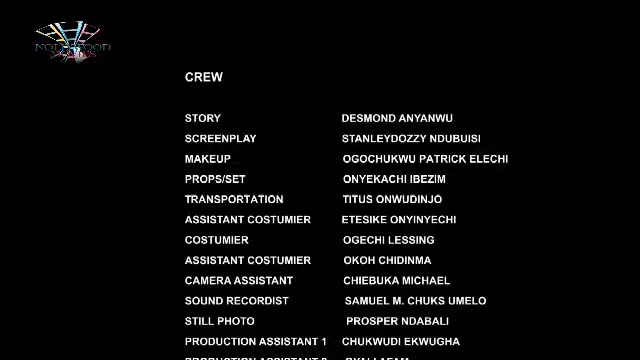 CREW
STORY DESMOND ANYANWU
SCREENPLAY STANLEYDOZZY NDUBUISI
MAKEUP OGOCHUKWU PATRICK ELECHI
PROPS/SET ONYEKACHI IBEZIM
TRANSPORTATION TITUS ONWUDINJO
ASSISTANT COSTUMIER ETESIKE ONYINYECHI
COSTUMIER OGECHI LESSING
ASSISTANT COSTUMIER OKOH CHIDINMA
CAMERA ASSISTANT CHIEBUKA MICHAEL
SOUND RECORDIST SAMUEL M. CHUKS UMELO
STILL PHOTO PROSPER NDABALI
PRODUCTION ASSISTANT 1 CHUKWUDI EKWUGHA
PRODUCTION ASSISTANT